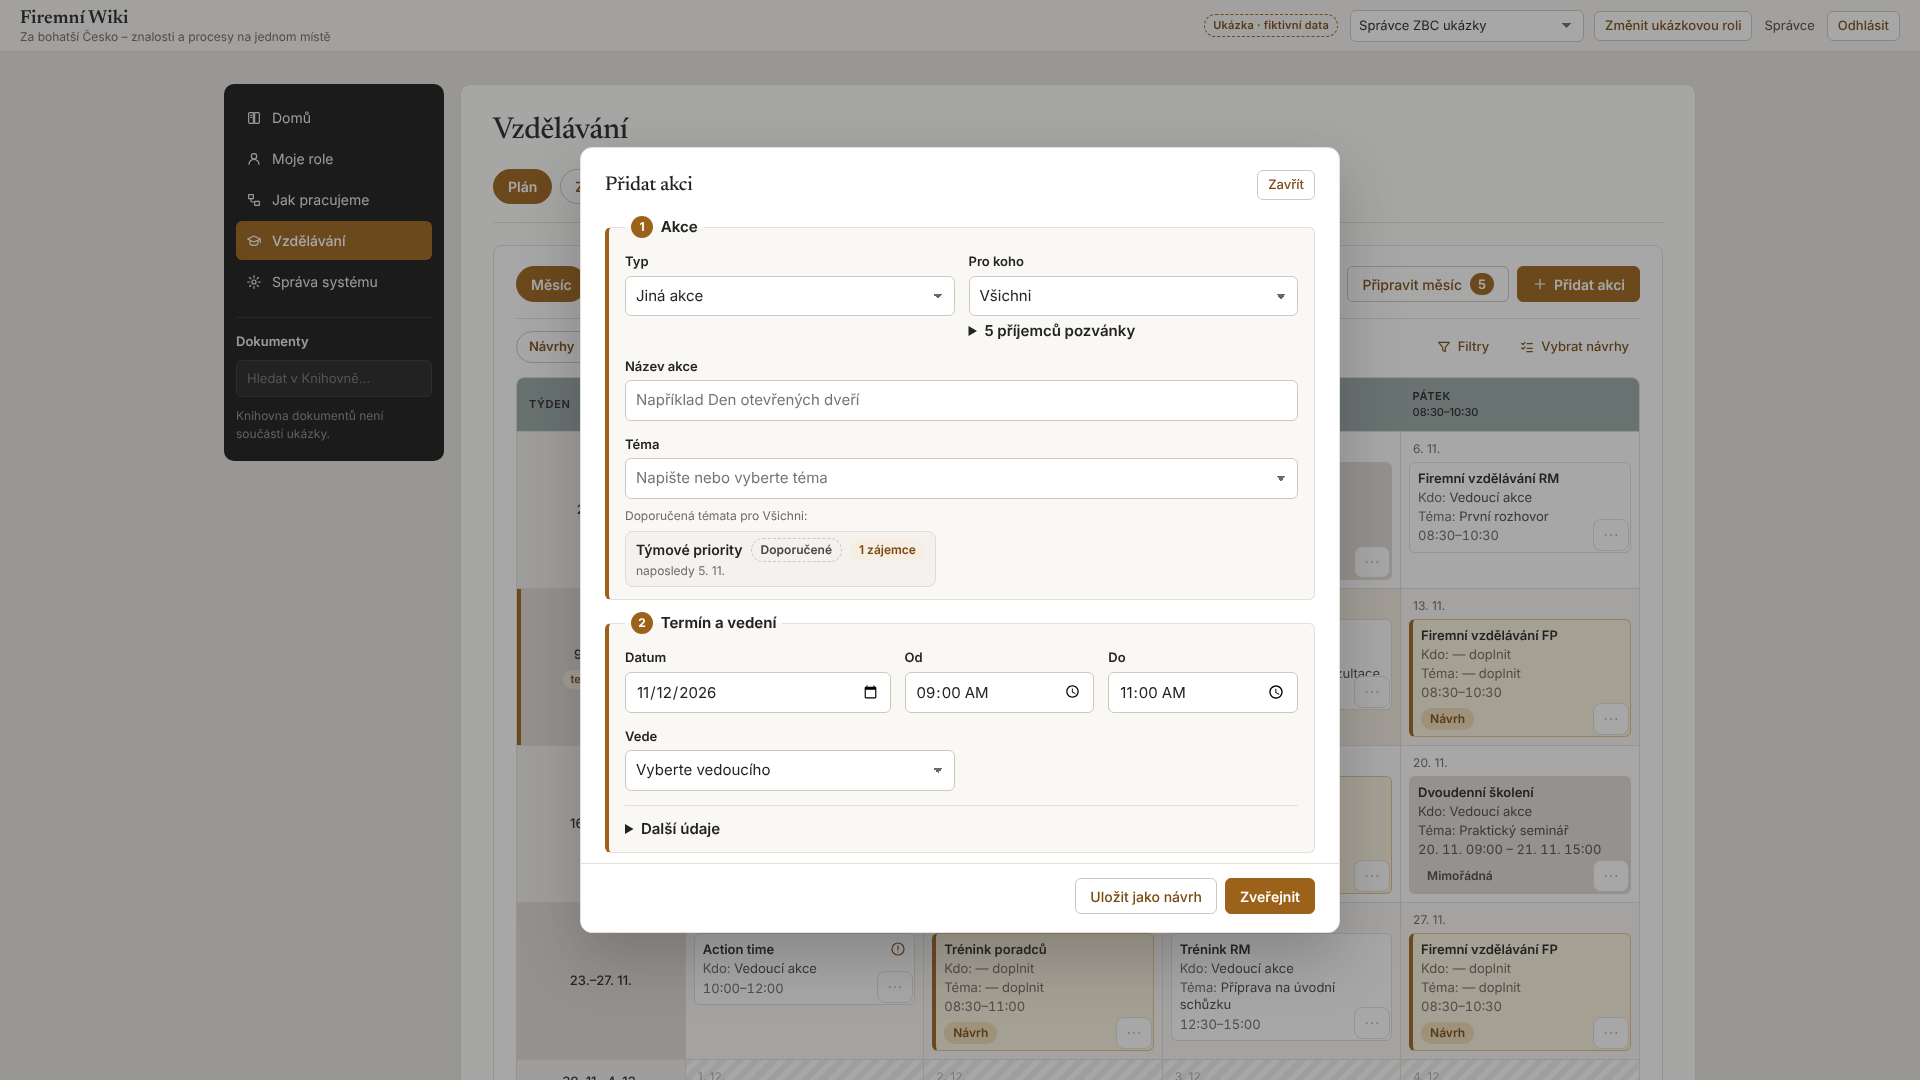 Firemní Wiki
Za bohatší Česko – znalosti a procesy na jednom místě
Ukázka · fiktivní data
Správce ZBC ukázky
Změnit ukázkovou roli
Správce
Odhlásit
Domů
Moje role
Jak pracujeme
Vzdělávání
Správa systému
Dokumenty
Hledat v Knihovně…
Knihovna dokumentů není
součástí ukázky.
Vzdělávání
Plán
Měsíc
Připravit měsíc 5
+ Přidat akci
Návrhy
Filtry
Vybrat návrhy
TÝDEN
PÁTEK
08:30–10:30
6. 11.
Firemní vzdělávání RM
Kdo: Vedoucí akce
Téma: První rozhovor
08:30–10:30
13. 11.
Firemní vzdělávání FP
Kdo: — doplnit
Téma: — doplnit
08:30–10:30
Návrh
20. 11.
Dvoudenní školení
Kdo: Vedoucí akce
Téma: Praktický seminář
20. 11. 09:00 – 21. 11. 15:00
Mimořádná
23.–27. 11.
Action time
Kdo: Vedoucí akce
10:00–12:00
Trénink poradců
Kdo: — doplnit
Téma: — doplnit
08:30–11:00
Návrh
Trénink RM
Kdo: Vedoucí akce
Téma: Příprava na úvodní
schůzku
12:30–15:00
27. 11.
Firemní vzdělávání FP
Kdo: — doplnit
Téma: — doplnit
08:30–10:30
Návrh
1. 12.
2. 12.
3. 12.
4. 12.
Přidat akci
Zavřít
1 Akce
Typ
Jiná akce
Pro koho
Všichni
5 příjemců pozvánky
Název akce
Například Den otevřených dveří
Téma
Napište nebo vyberte téma
Doporučená témata pro Všichni:
Týmové priority
Doporučené
1 zájemce
naposledy 5. 11.
2 Termín a vedení
Datum
11/12/2026
Od
09:00 AM
Do
11:00 AM
Vede
Vyberte vedoucího
Další údaje
Uložit jako návrh
Zveřejnit